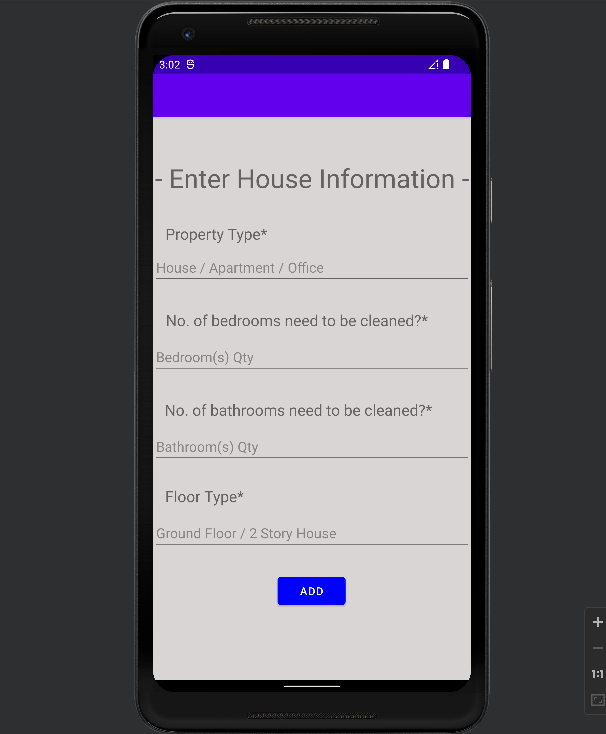 3:02
- Enter House Information -
Property Type*
House / Apartment / Office
No. of bedrooms need to be cleaned?*
Bedroom(s) Qty
No. of bathrooms need to be cleaned?*
Bathroom(s) Qty
Floor Type*
Ground Floor / 2 Story House
ADD
1:1